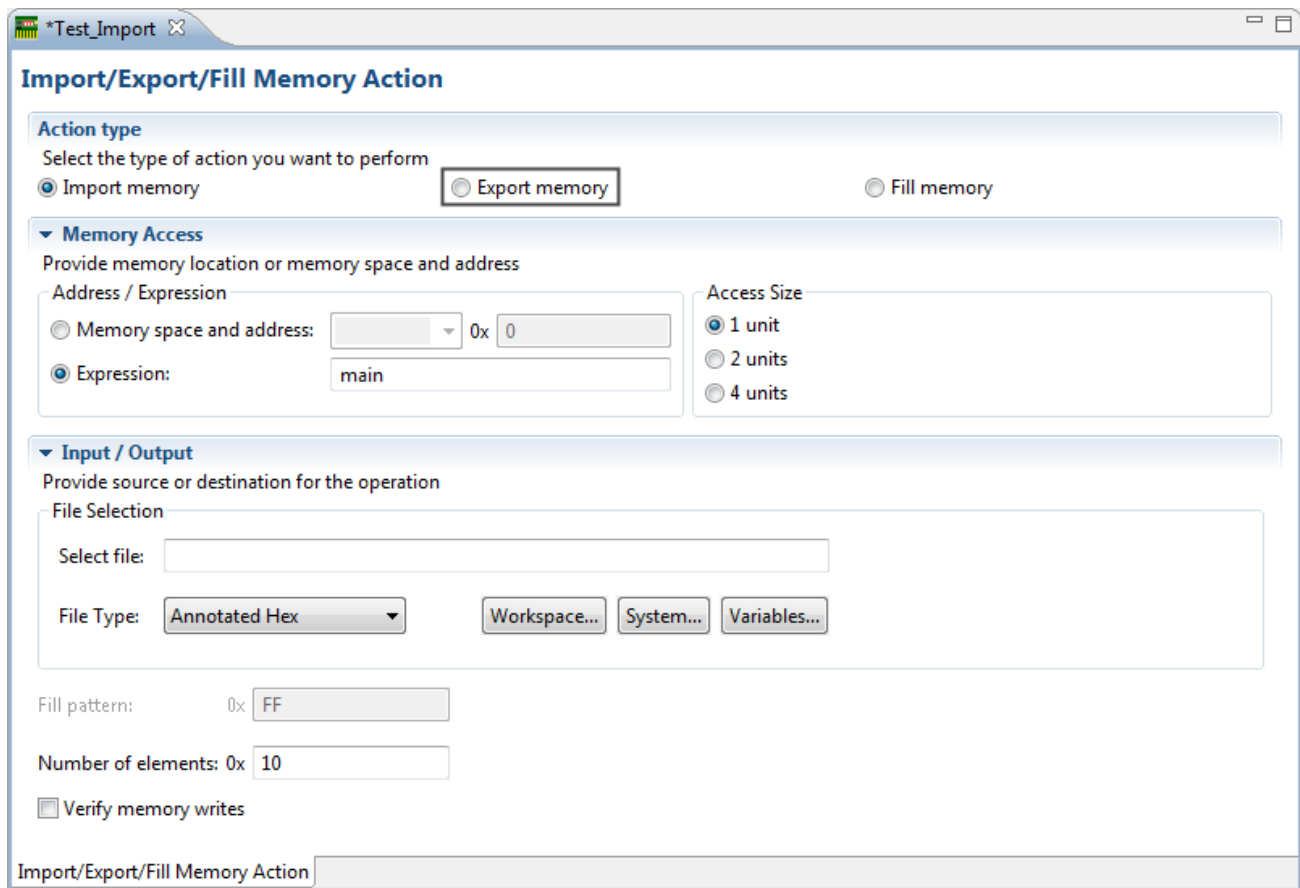 *Test_Import
Import/Export/Fill Memory Action
Action type
Select the type of action you want to perform
Import memory Export memory Fill memory
Memory Access
Provide memory location or memory space and address
Address / Expression Access Size
Memory space and address: 0x 0 1 unit
2 units
Expression: main
4 units
Input / Output
Provide source or destination for the operation
File Selection
Select file:
File Type: Annotated Hex Workspace... System... Variables...
Fill pattern: 0x FF
Number of elements: 0x 10
Verify memory writes
Import/Export/Fill Memory Action